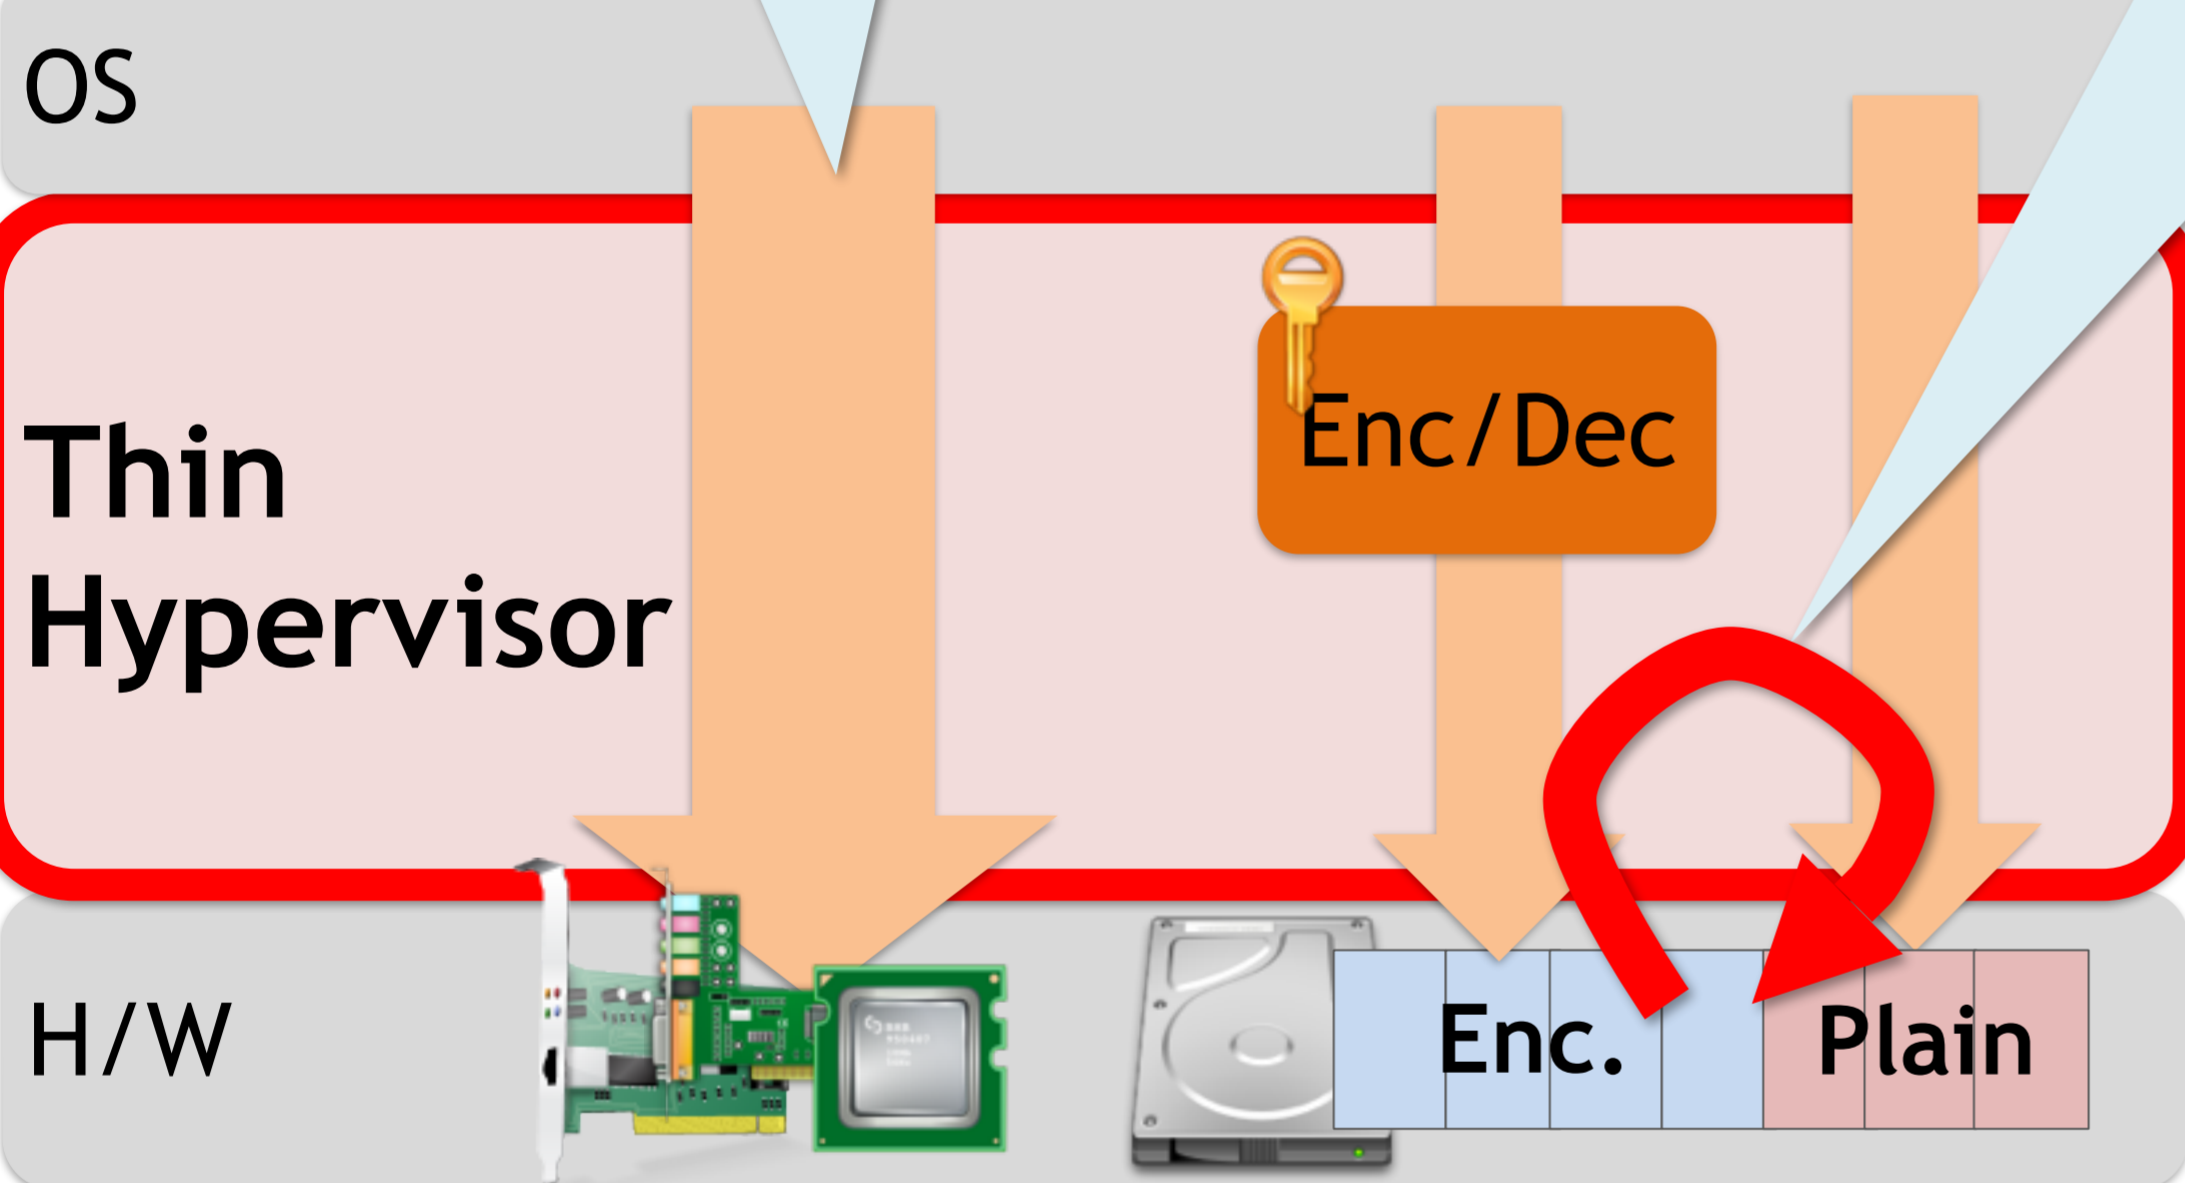 OS
Thin
Hypervisor
Enc/Dec
H/W
Enc.
Plain